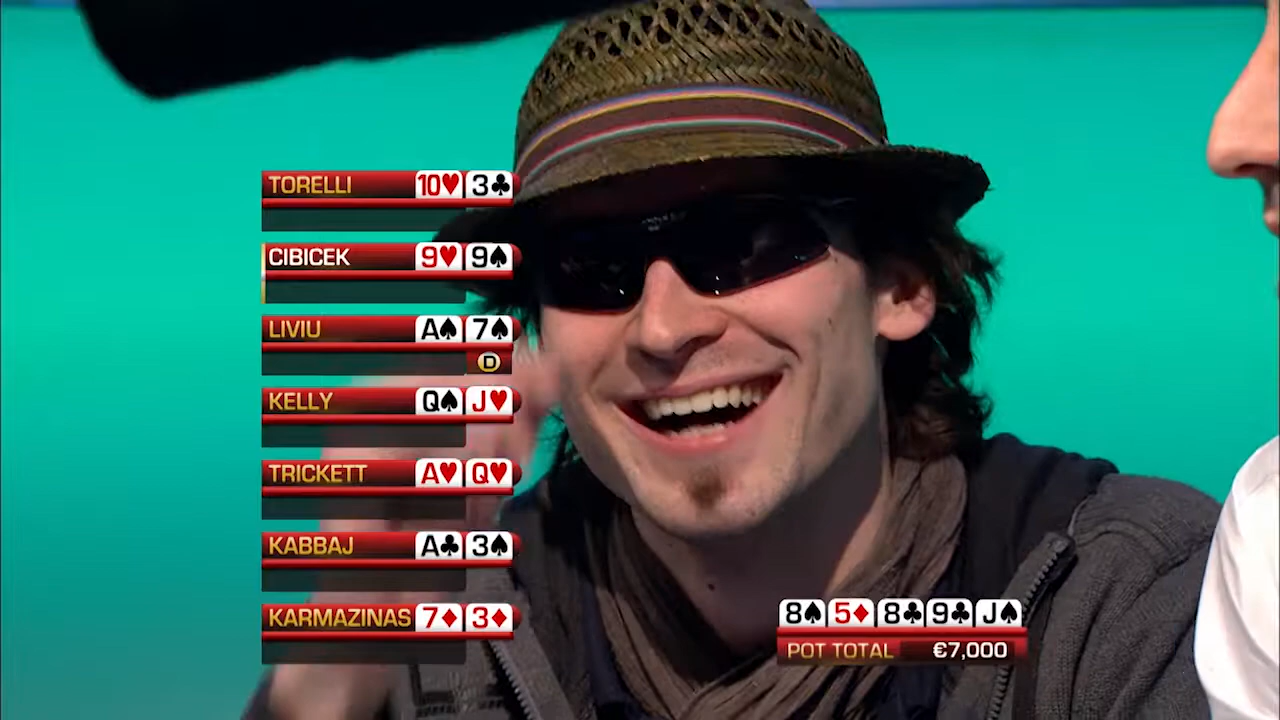 TORELLI 10♥ 3♣
CIBICEK 9♥ 9♠
LIVIU A♠ 7♠
D
KELLY Q♠ J♥
TRICKETT A♥ Q♥
KABBAJ A♣ 3♠
KARMAZINAS 7♦ 3♦
8♠ 5♦ 8♣ 9♣ J♠
POT TOTAL €7,000